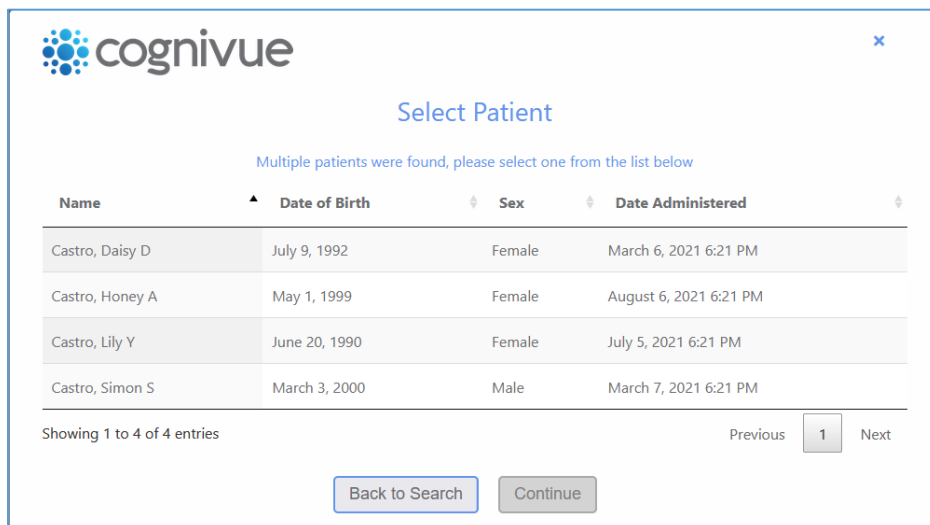 cognivue
×
Select Patient
Multiple patients were found, please select one from the list below
Name Date of Birth Sex Date Administered
Castro, Daisy D July 9, 1992 Female March 6, 2021 6:21 PM
Castro, Honey A May 1, 1999 Female August 6, 2021 6:21 PM
Castro, Lily Y June 20, 1990 Female July 5, 2021 6:21 PM
Castro, Simon S March 3, 2000 Male March 7, 2021 6:21 PM
Showing 1 to 4 of 4 entries Previous 1 Next
Back to Search Continue